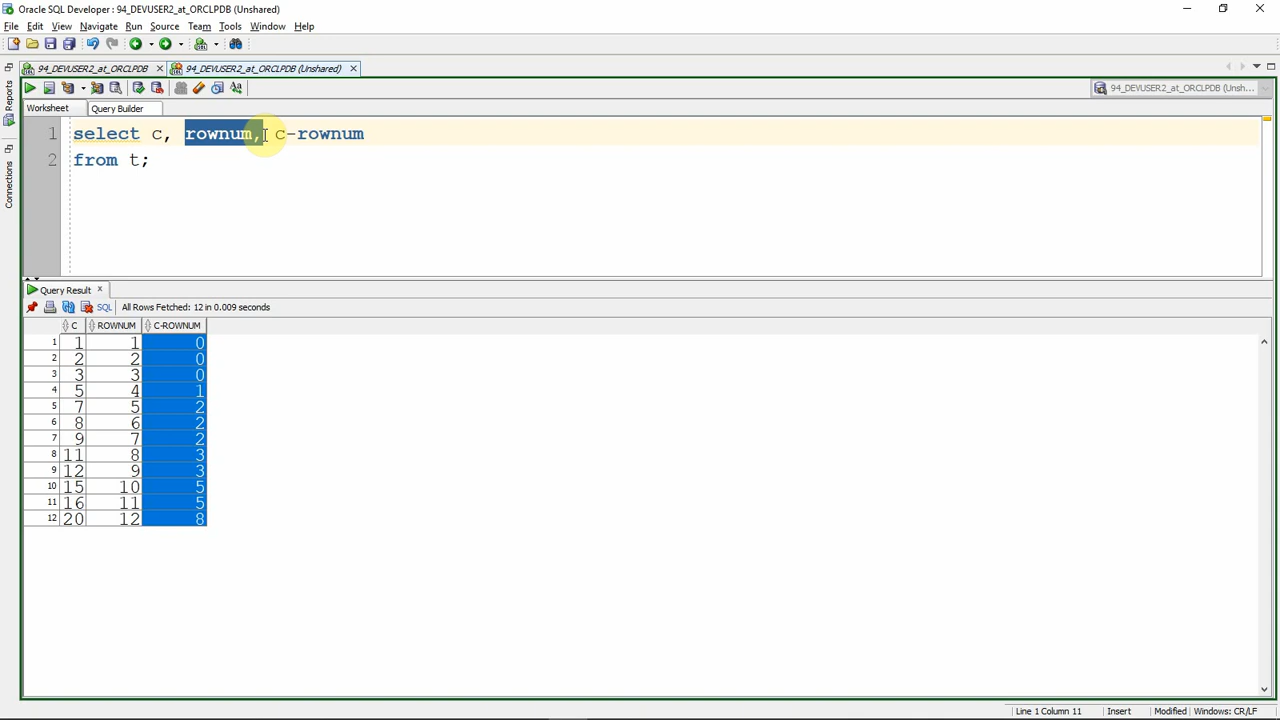 Oracle SQL Developer : 94_DEVUSER2_at_ORCLPDB (Unshared)
File Edit View Navigate Run Source Team Tools Window Help
94_DEVUSER2_at_ORCLPDB 94_DEVUSER2_at_ORCLPDB (Unshared)
94_DEVUSER2_at_ORCLPDB (Unsh...
Reports
Connections
Worksheet Query Builder
1 select c, rownum, c-rownum
2 from t;
Query Result
SQL All Rows Fetched: 12 in 0.009 seconds
C ROWNUM C-ROWNUM
1 1 1 0
2 2 2 0
3 3 3 0
4 5 4 1
5 7 5 2
6 8 6 2
7 9 7 2
8 11 8 3
9 12 9 3
10 15 10 5
11 16 11 5
12 20 12 8
Line 1 Column 11 Insert Modified Windows: CR/LF